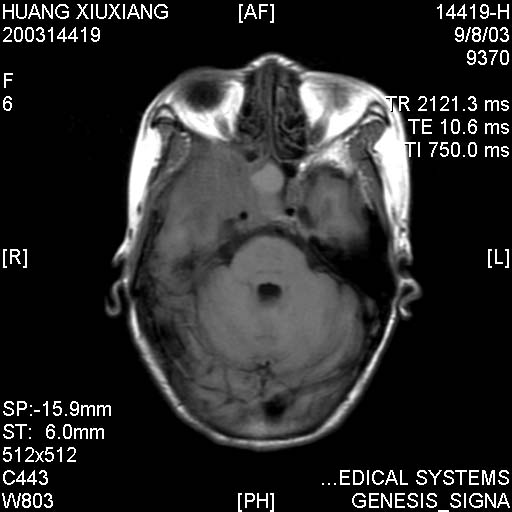 HUANG XIUXIANG
200314419
F
6
[AF]
14419-H
9/8/03
9370
TR 2121.3 ms
TE 10.6 ms
TI 750.0 ms
[R]
[L]
SP:-15.9mm
ST: 6.0mm
512x512
C443
W803
[PH]
...EDICAL SYSTEMS
GENESIS_SIGNA